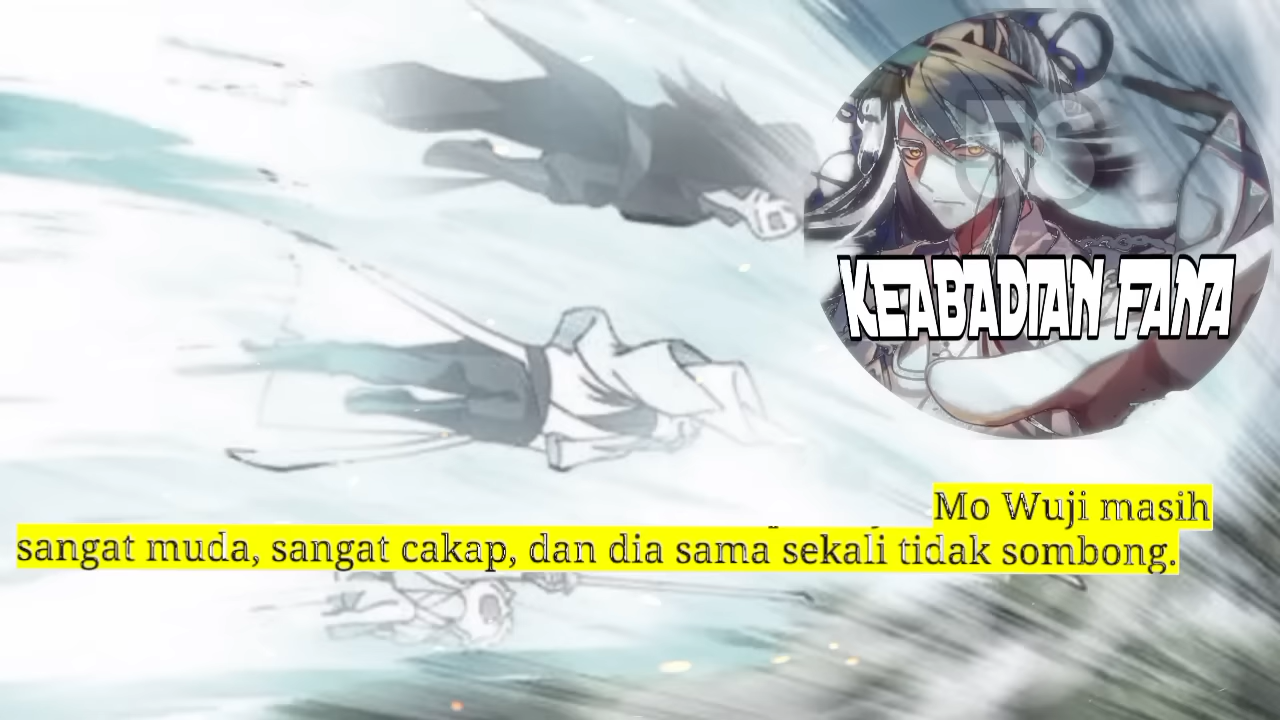 KEABADIAN FANA
Mo Wuji masih
sangat muda, sangat cakap, dan dia sama sekali tidak sombong.